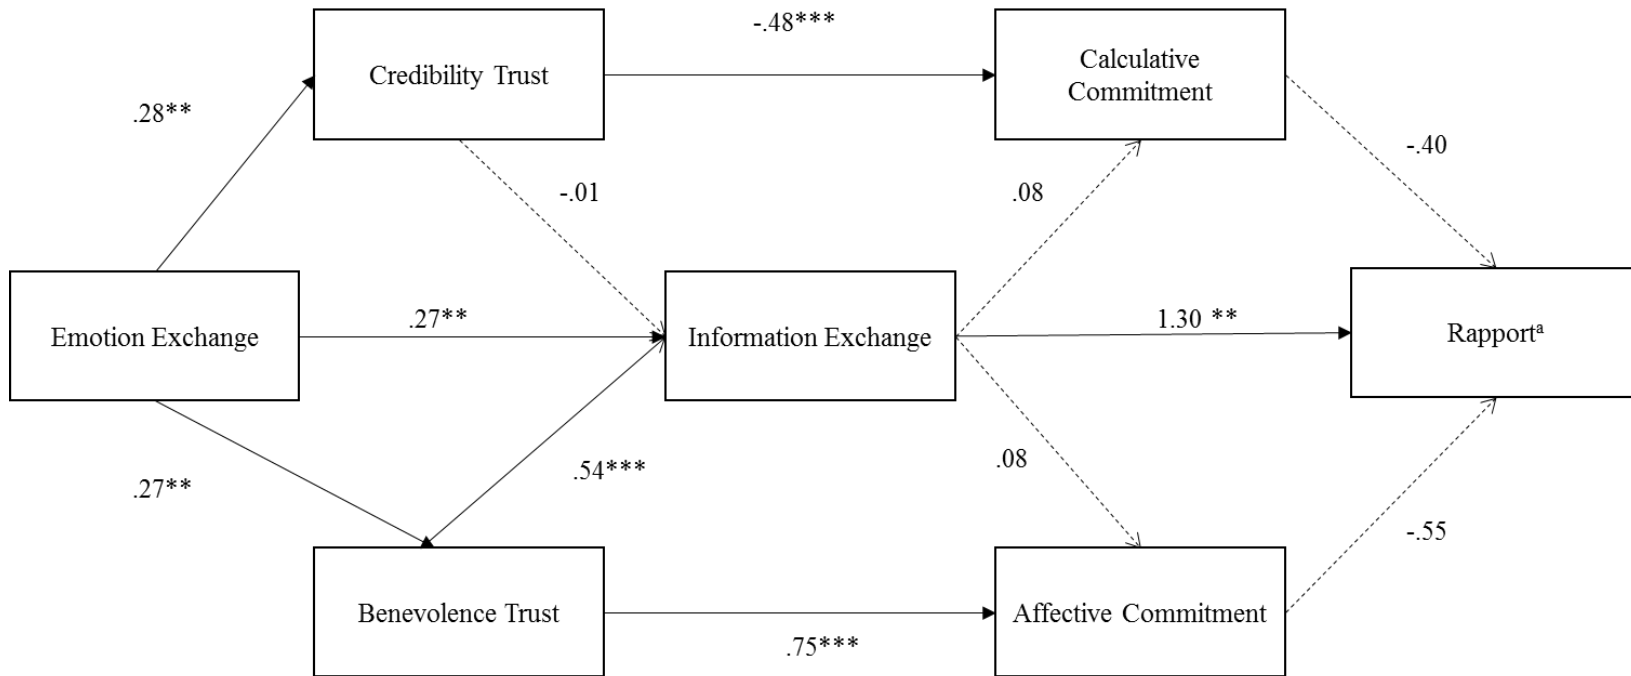 -.48***
Credibility Trust
Calculative
Commitment
.28**
-.40
-.01
.08
Emotion Exchange
.27**
Information Exchange
1.30 **
Rapportᵃ
.27**
.54***
.08
-.55
Benevolence Trust
.75***
Affective Commitment